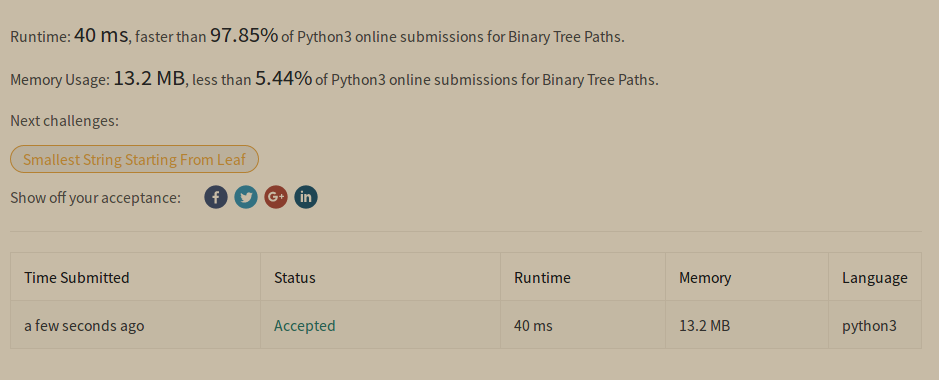 Runtime: 40 ms, faster than 97.85% of Python3 online submissions for Binary Tree Paths.
Memory Usage: 13.2 MB, less than 5.44% of Python3 online submissions for Binary Tree Paths.
Next challenges:
Smallest String Starting From Leaf
Show off your acceptance: f G+ in
Time Submitted Status Runtime Memory Language
a few seconds ago Accepted 40 ms 13.2 MB python3